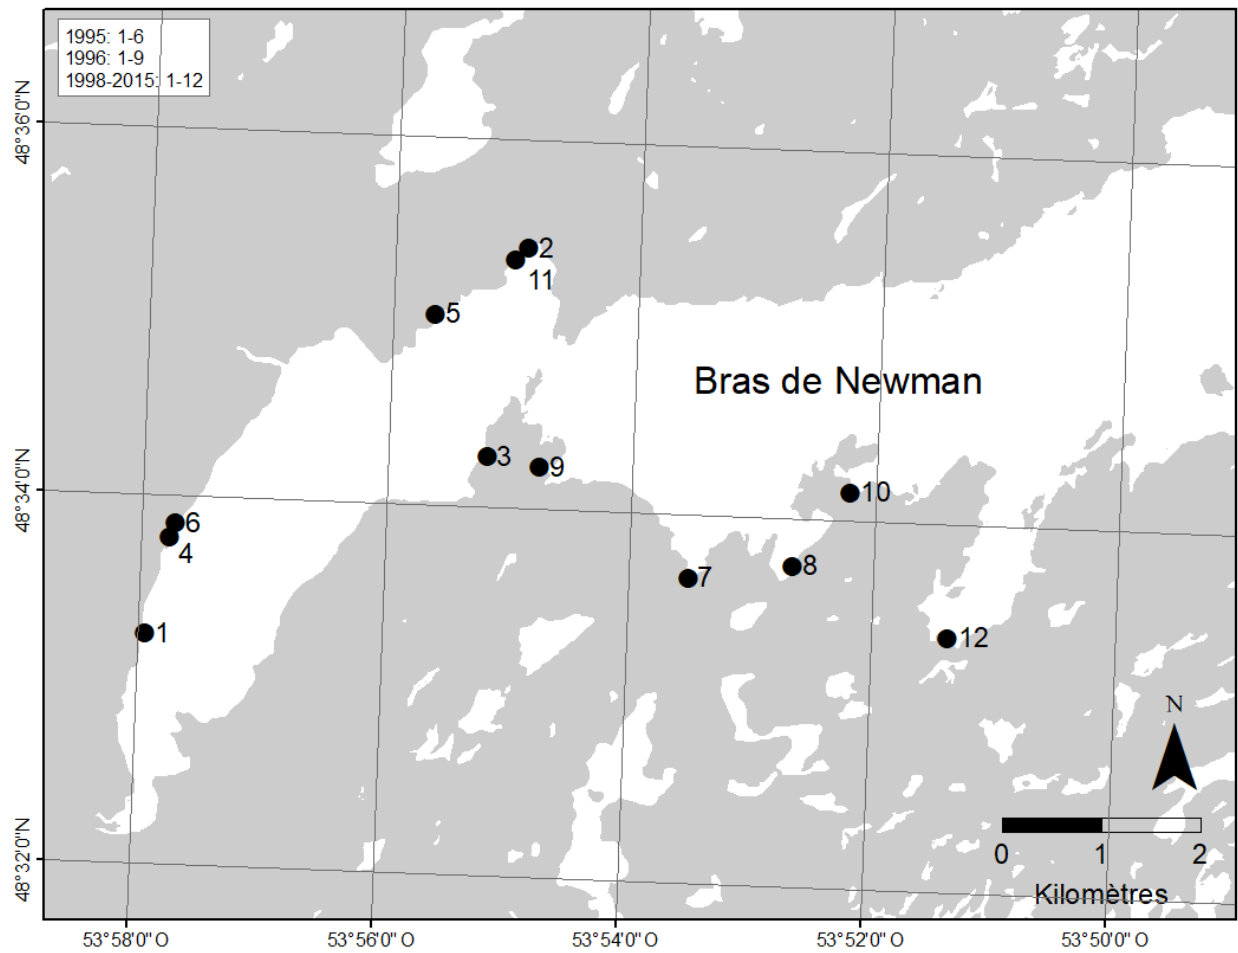 1995: 1-6
1996: 1-9
1998-2015: 1-12
48°36'0"N
2
11
5
Bras de Newman
3
9
10
48°34'0"N
6
4
7
8
1
12
N
0 1 2
Kilomètres
48°32'0"N
53°58'0" O 53°56'0" O 53°54'0" O 53°52'0" O 53°50'0" O